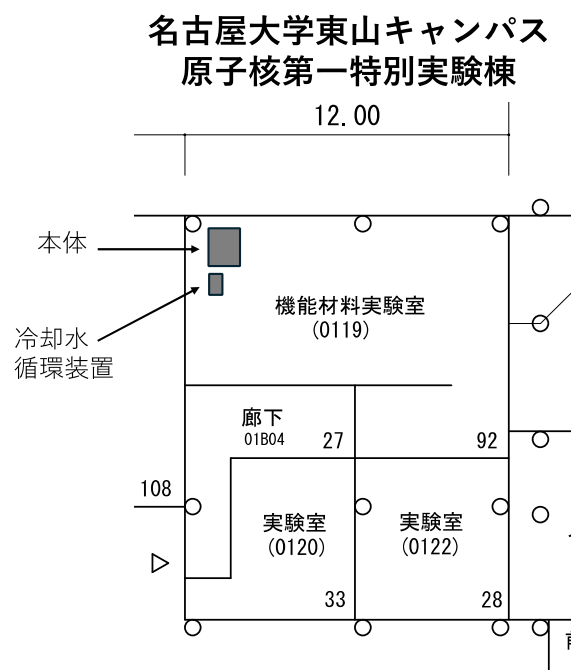 名古屋大学東山キャンパス
原子核第一特別実験棟
12.00
本体
冷却水
循環装置
機能材料実験室
(0119)
廊下
01B04
27
92
108
実験室
(0120)
実験室
(0122)
33
28